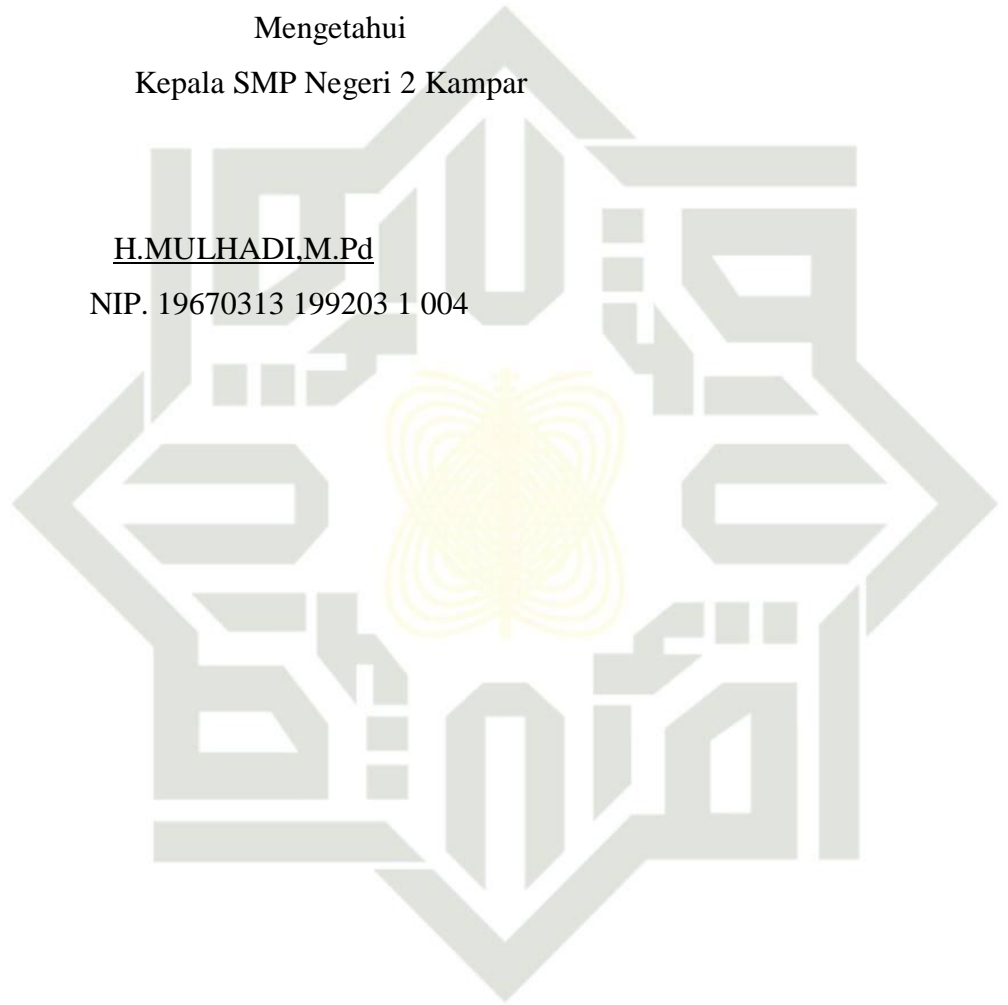 Mengetahui
Kepala SMP Negeri 2 Kampar
H.MULHADI,M.Pd
NIP. 19670313 199203 1 004